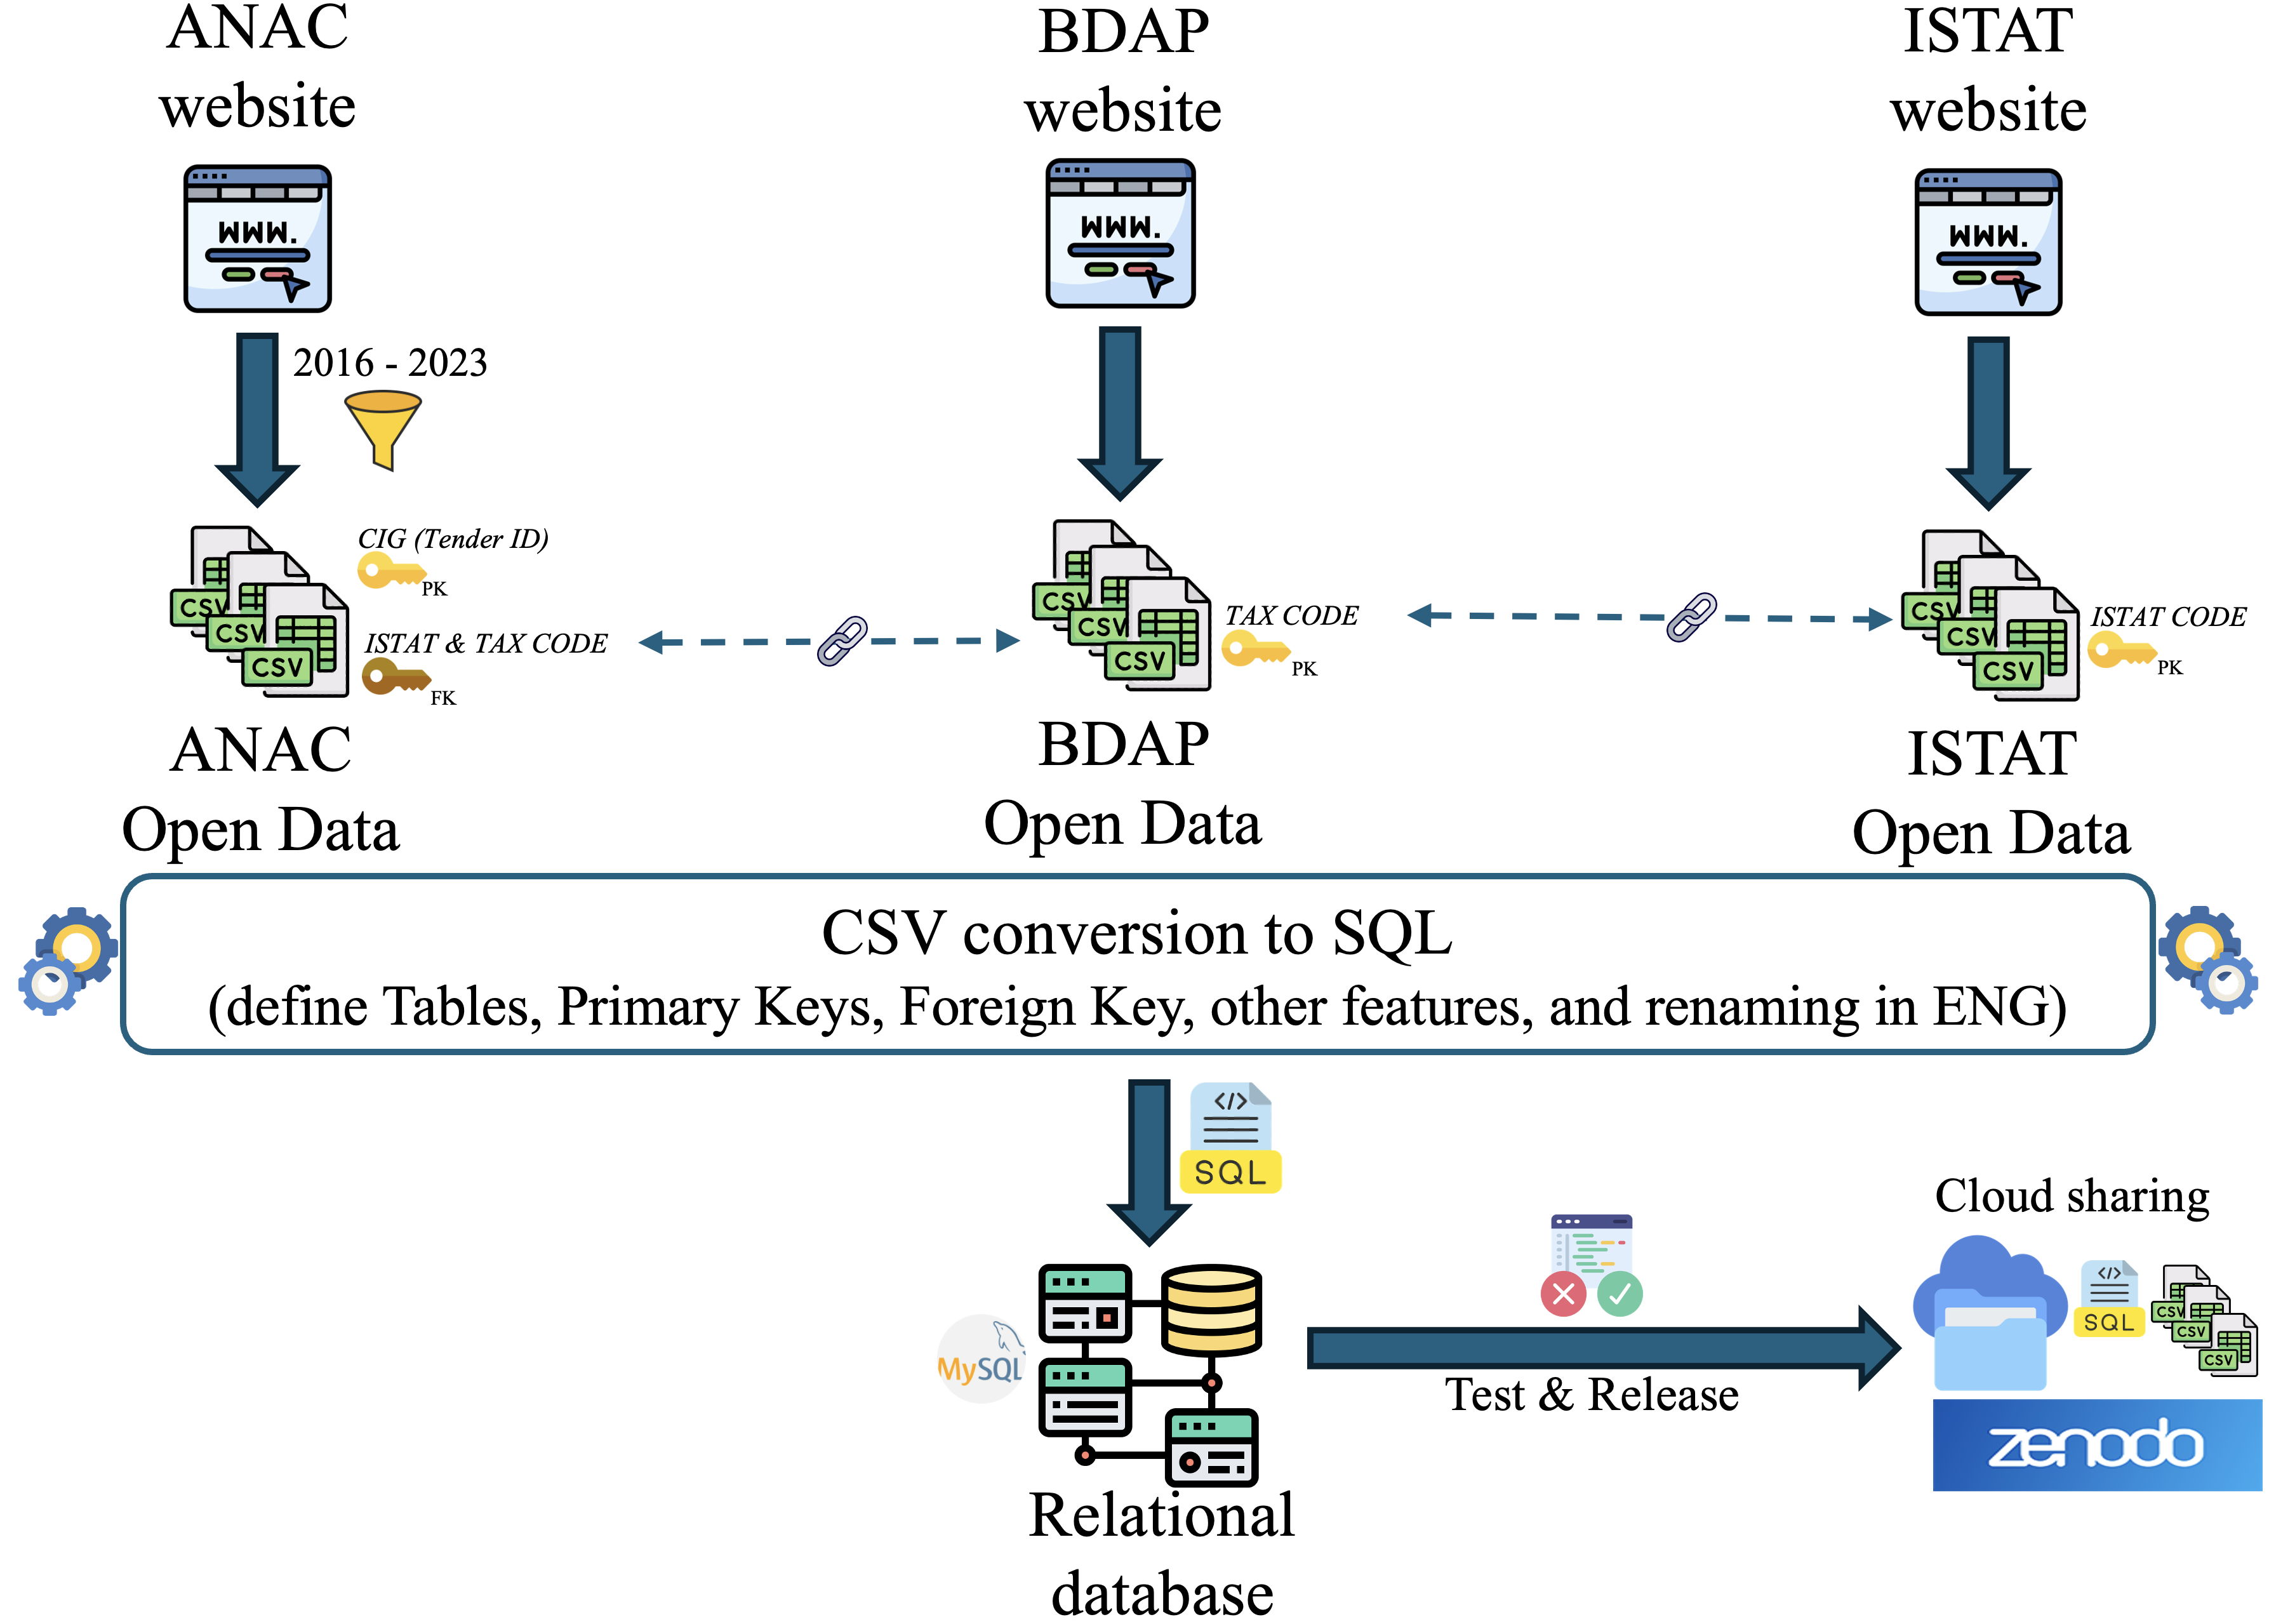 ANAC
website
BDAP
website
ISTAT
website
WWW.
WWW.
WWW.
2016 - 2023
CIG (Tender ID)
PK
ISTAT & TAX CODE
FK
CSV
CSV
CSV
TAX CODE
PK
CSV
CSV
CSV
ISTAT CODE
PK
CSV
CSV
CSV
ANAC
Open Data
BDAP
Open Data
ISTAT
Open Data
CSV conversion to SQL
(define Tables, Primary Keys, Foreign Key, other features, and renaming in ENG)
</>
SQL
MySQL
Relational
database
Test & Release
Cloud sharing
</>
SQL
CSV
CSV
CSV
zenodo